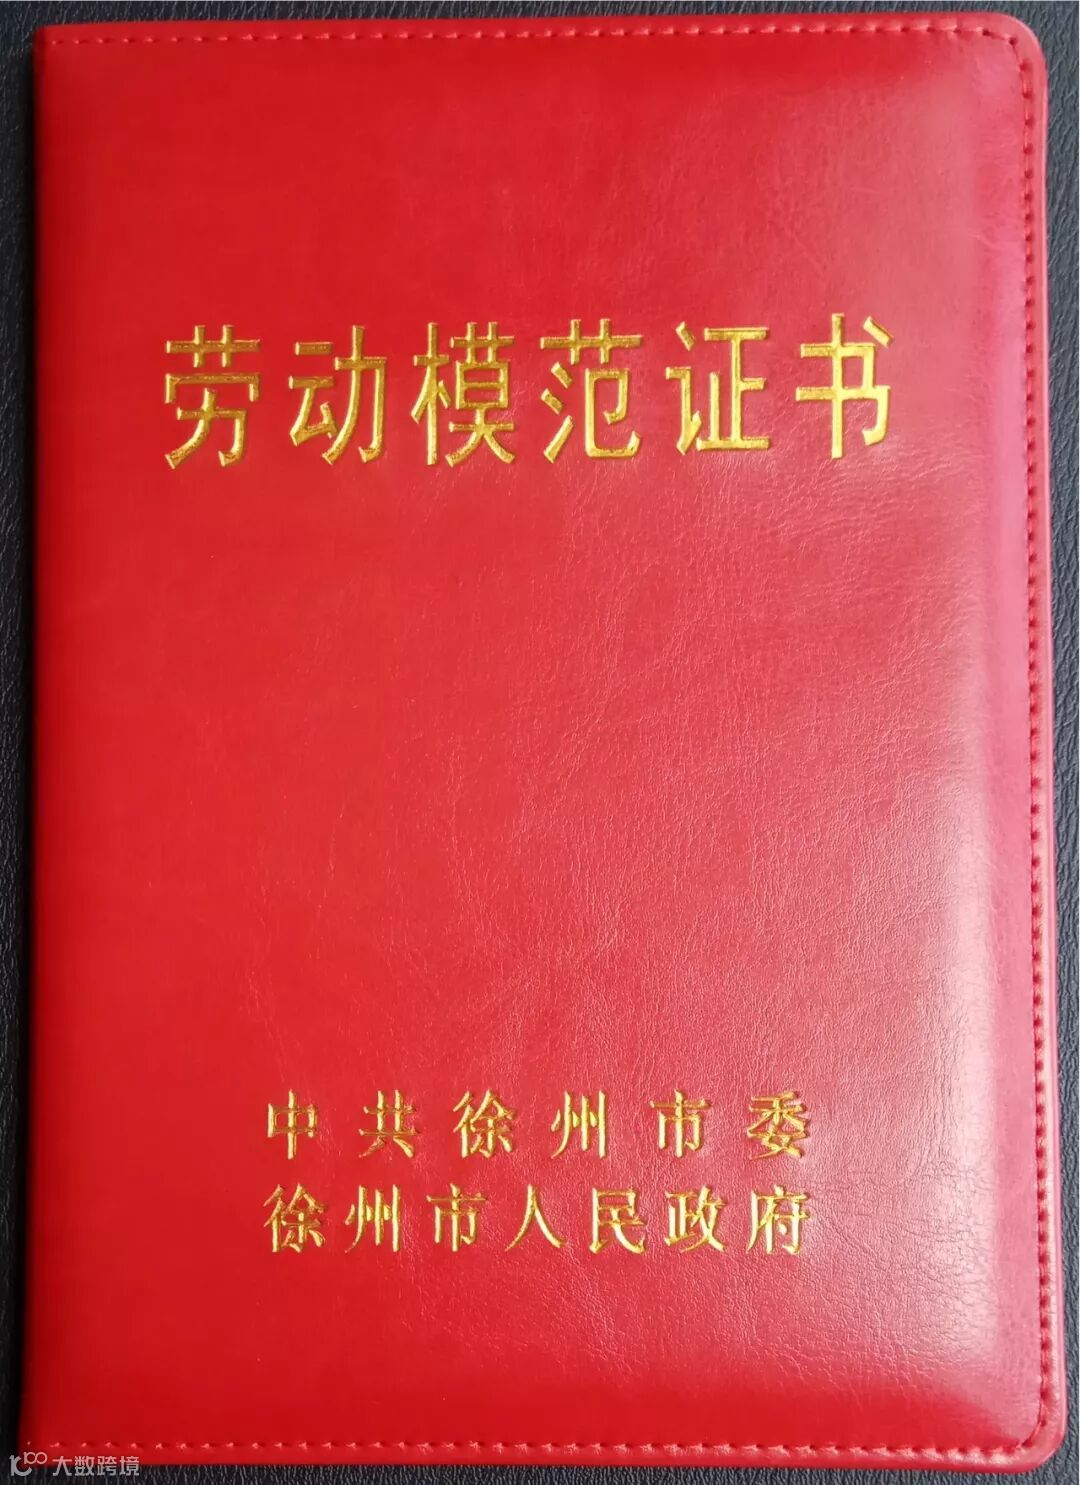 劳动模范证书
中共徐州市委
徐州市人民政府
大数跨境